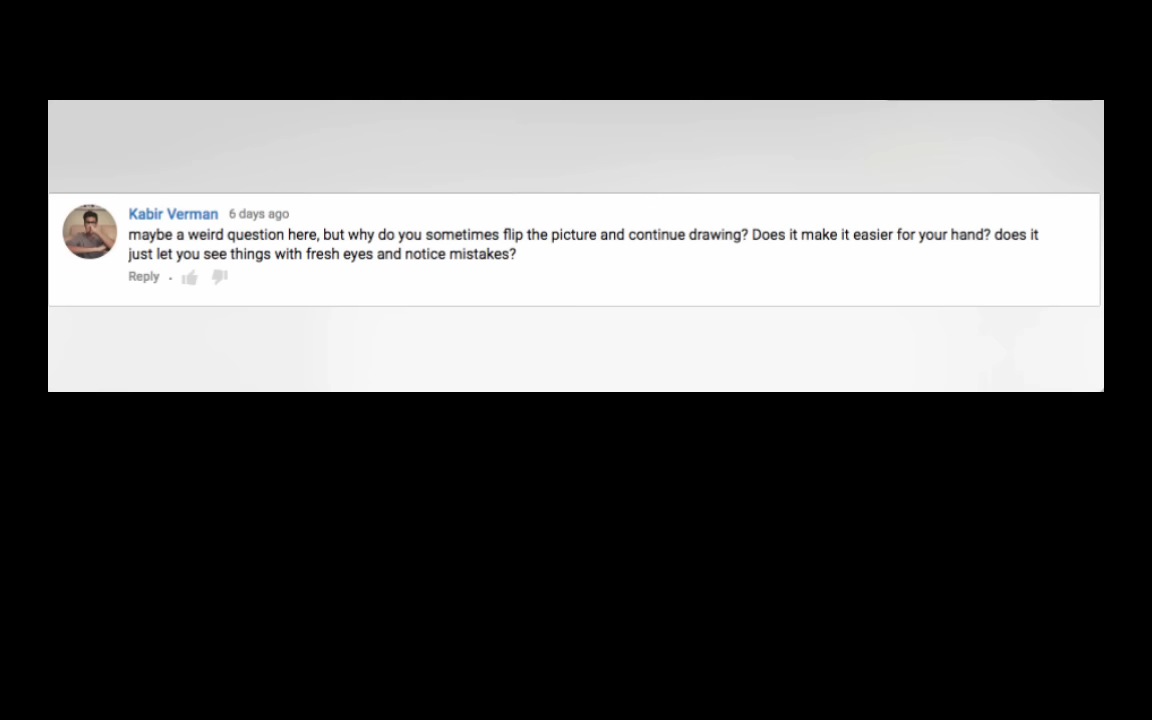 Kabir Verman 6 days ago
maybe a weird question here, but why do you sometimes flip the picture and continue drawing? Does it make it easier for your hand? does it
just let you see things with fresh eyes and notice mistakes?
Reply .